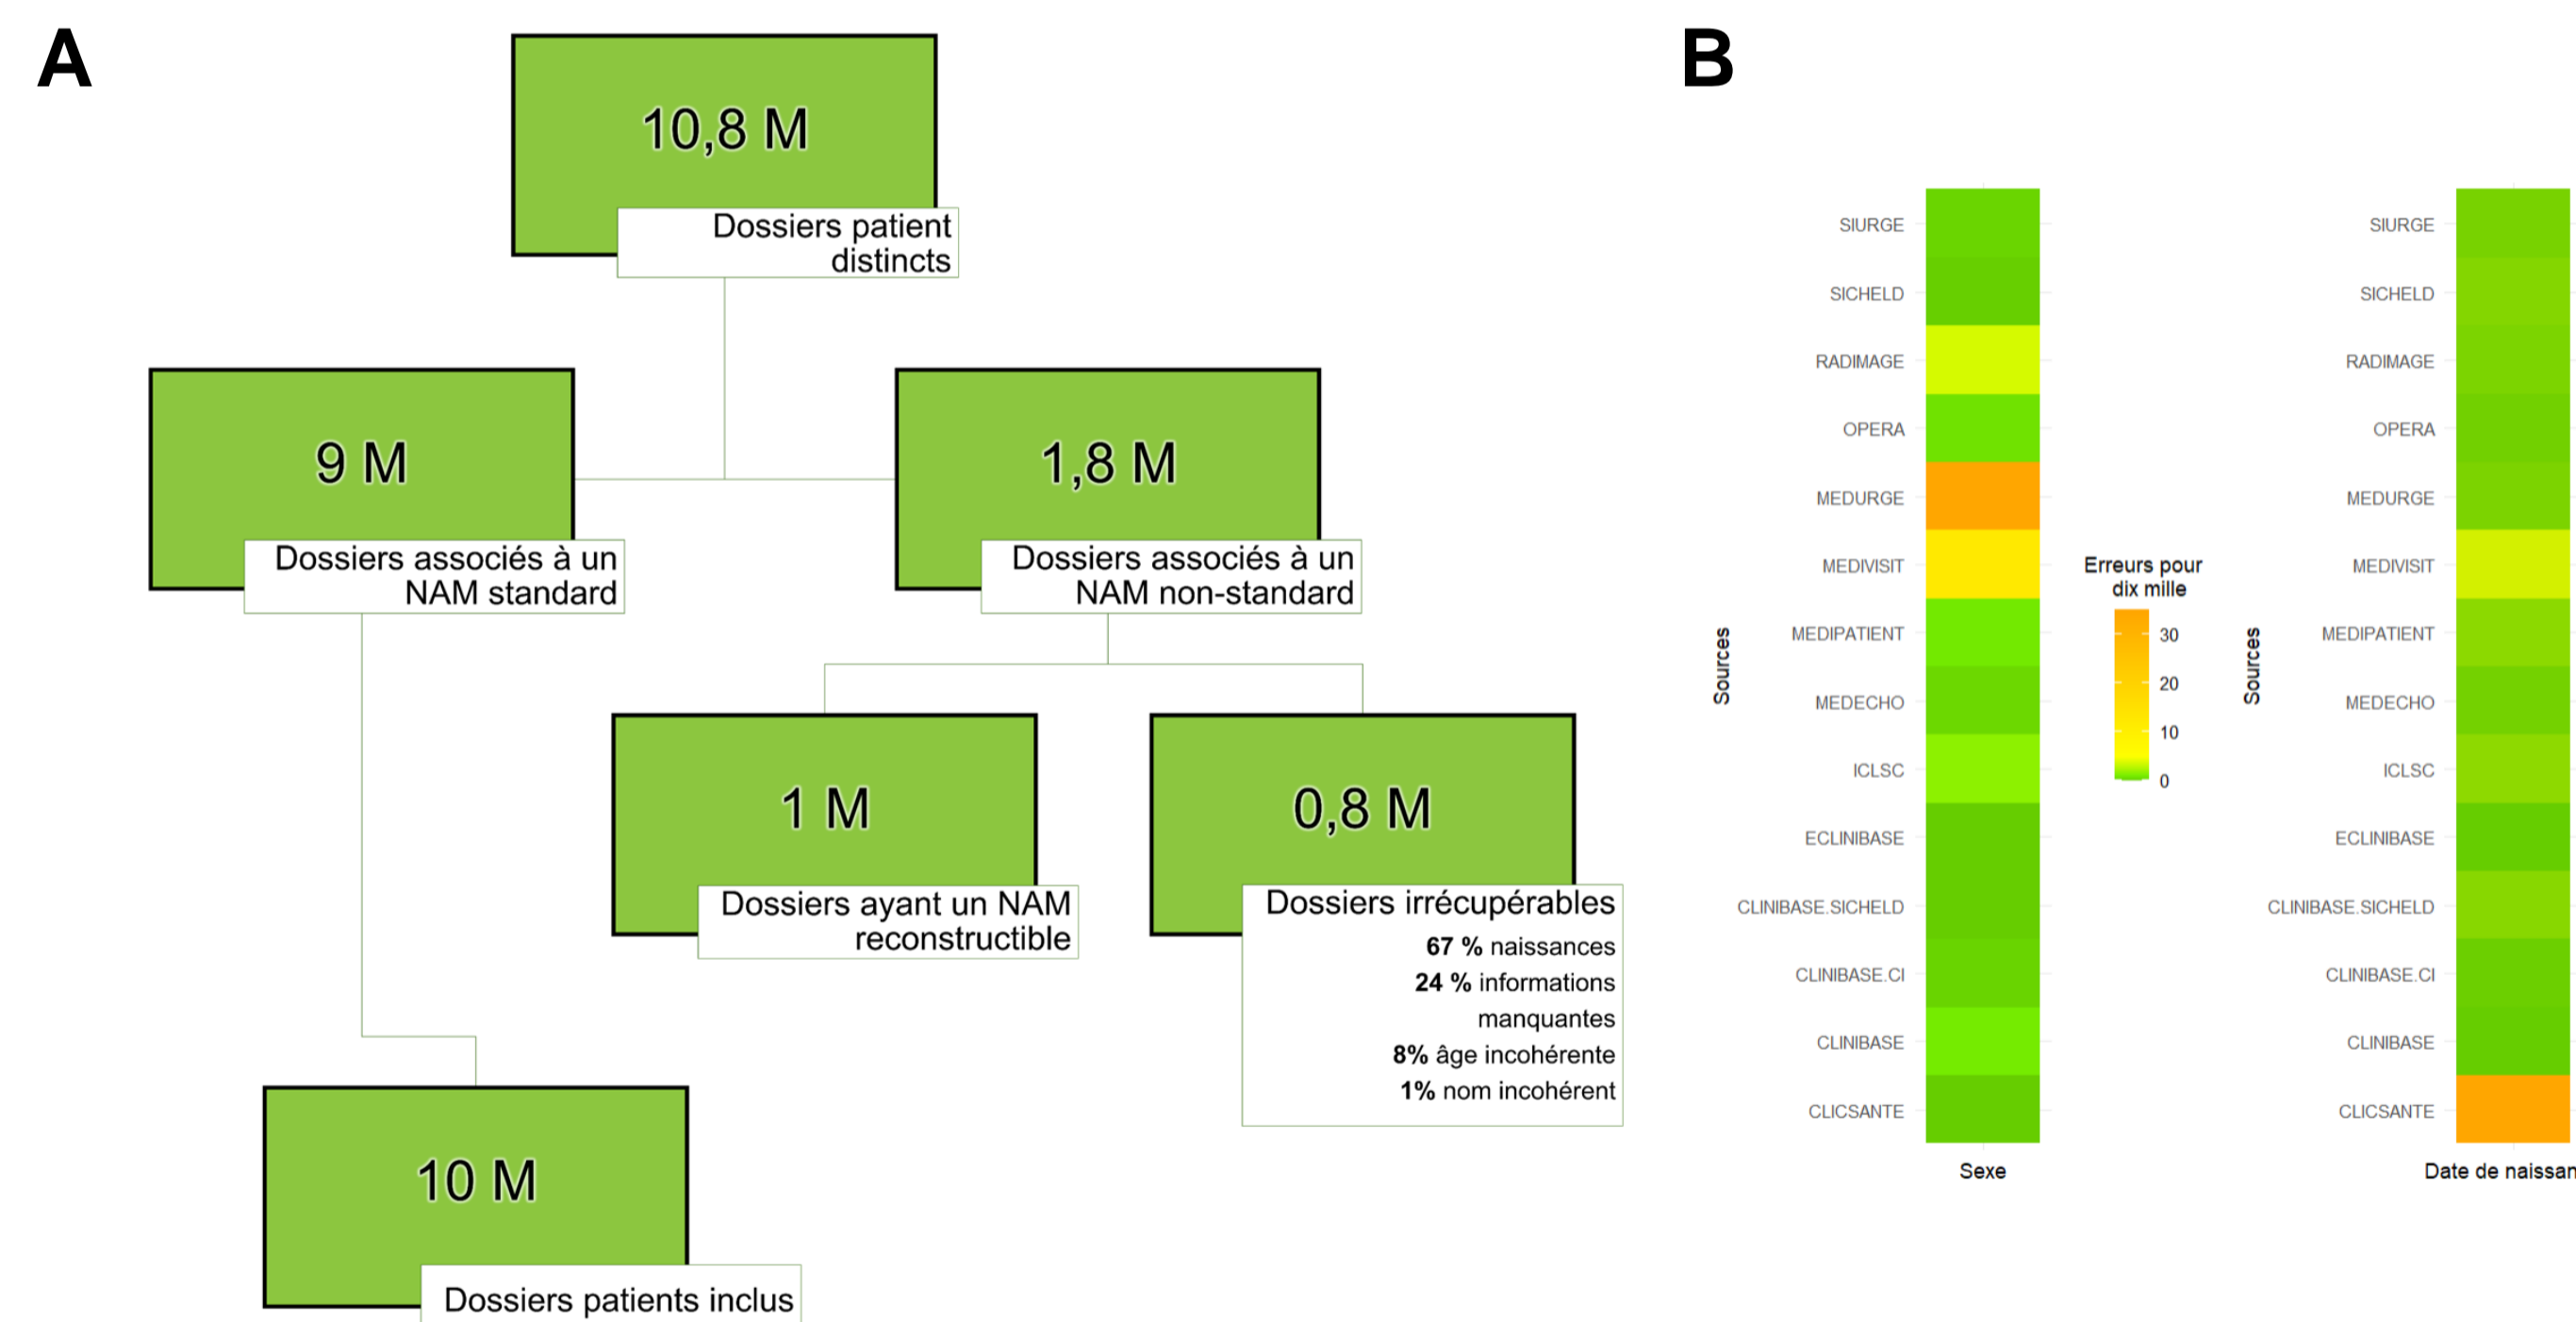 A
10,8 M
Dossiers patient
distincts
9 M
Dossiers associés à un
NAM standard
1,8 M
Dossiers associés à un
NAM non-standard
1 M
Dossiers ayant un NAM
reconstructible
0,8 M
Dossiers irrécupérables
67 % naissances
24 % informations
manquantes
8% âge incohérente
1% nom incohérent
10 M
Dossiers patients inclus
B
Sources
SIURGE
SICHELD
RADIMAGE
OPERA
MEDURGE
MEDIVISIT
MEDIPATIENT
MEDECHO
ICLSC
ECLINIBASE
CLINIBASE.SICHELD
CLINIBASE.CI
CLINIBASE
CLICSANTE
Sexe
Erreurs pour
dix mille
30
20
10
0
Sources
SIURGE
SICHELD
RADIMAGE
OPERA
MEDURGE
MEDIVISIT
MEDIPATIENT
MEDECHO
ICLSC
ECLINIBASE
CLINIBASE.SICHELD
CLINIBASE.CI
CLINIBASE
CLICSANTE
Date de naissan